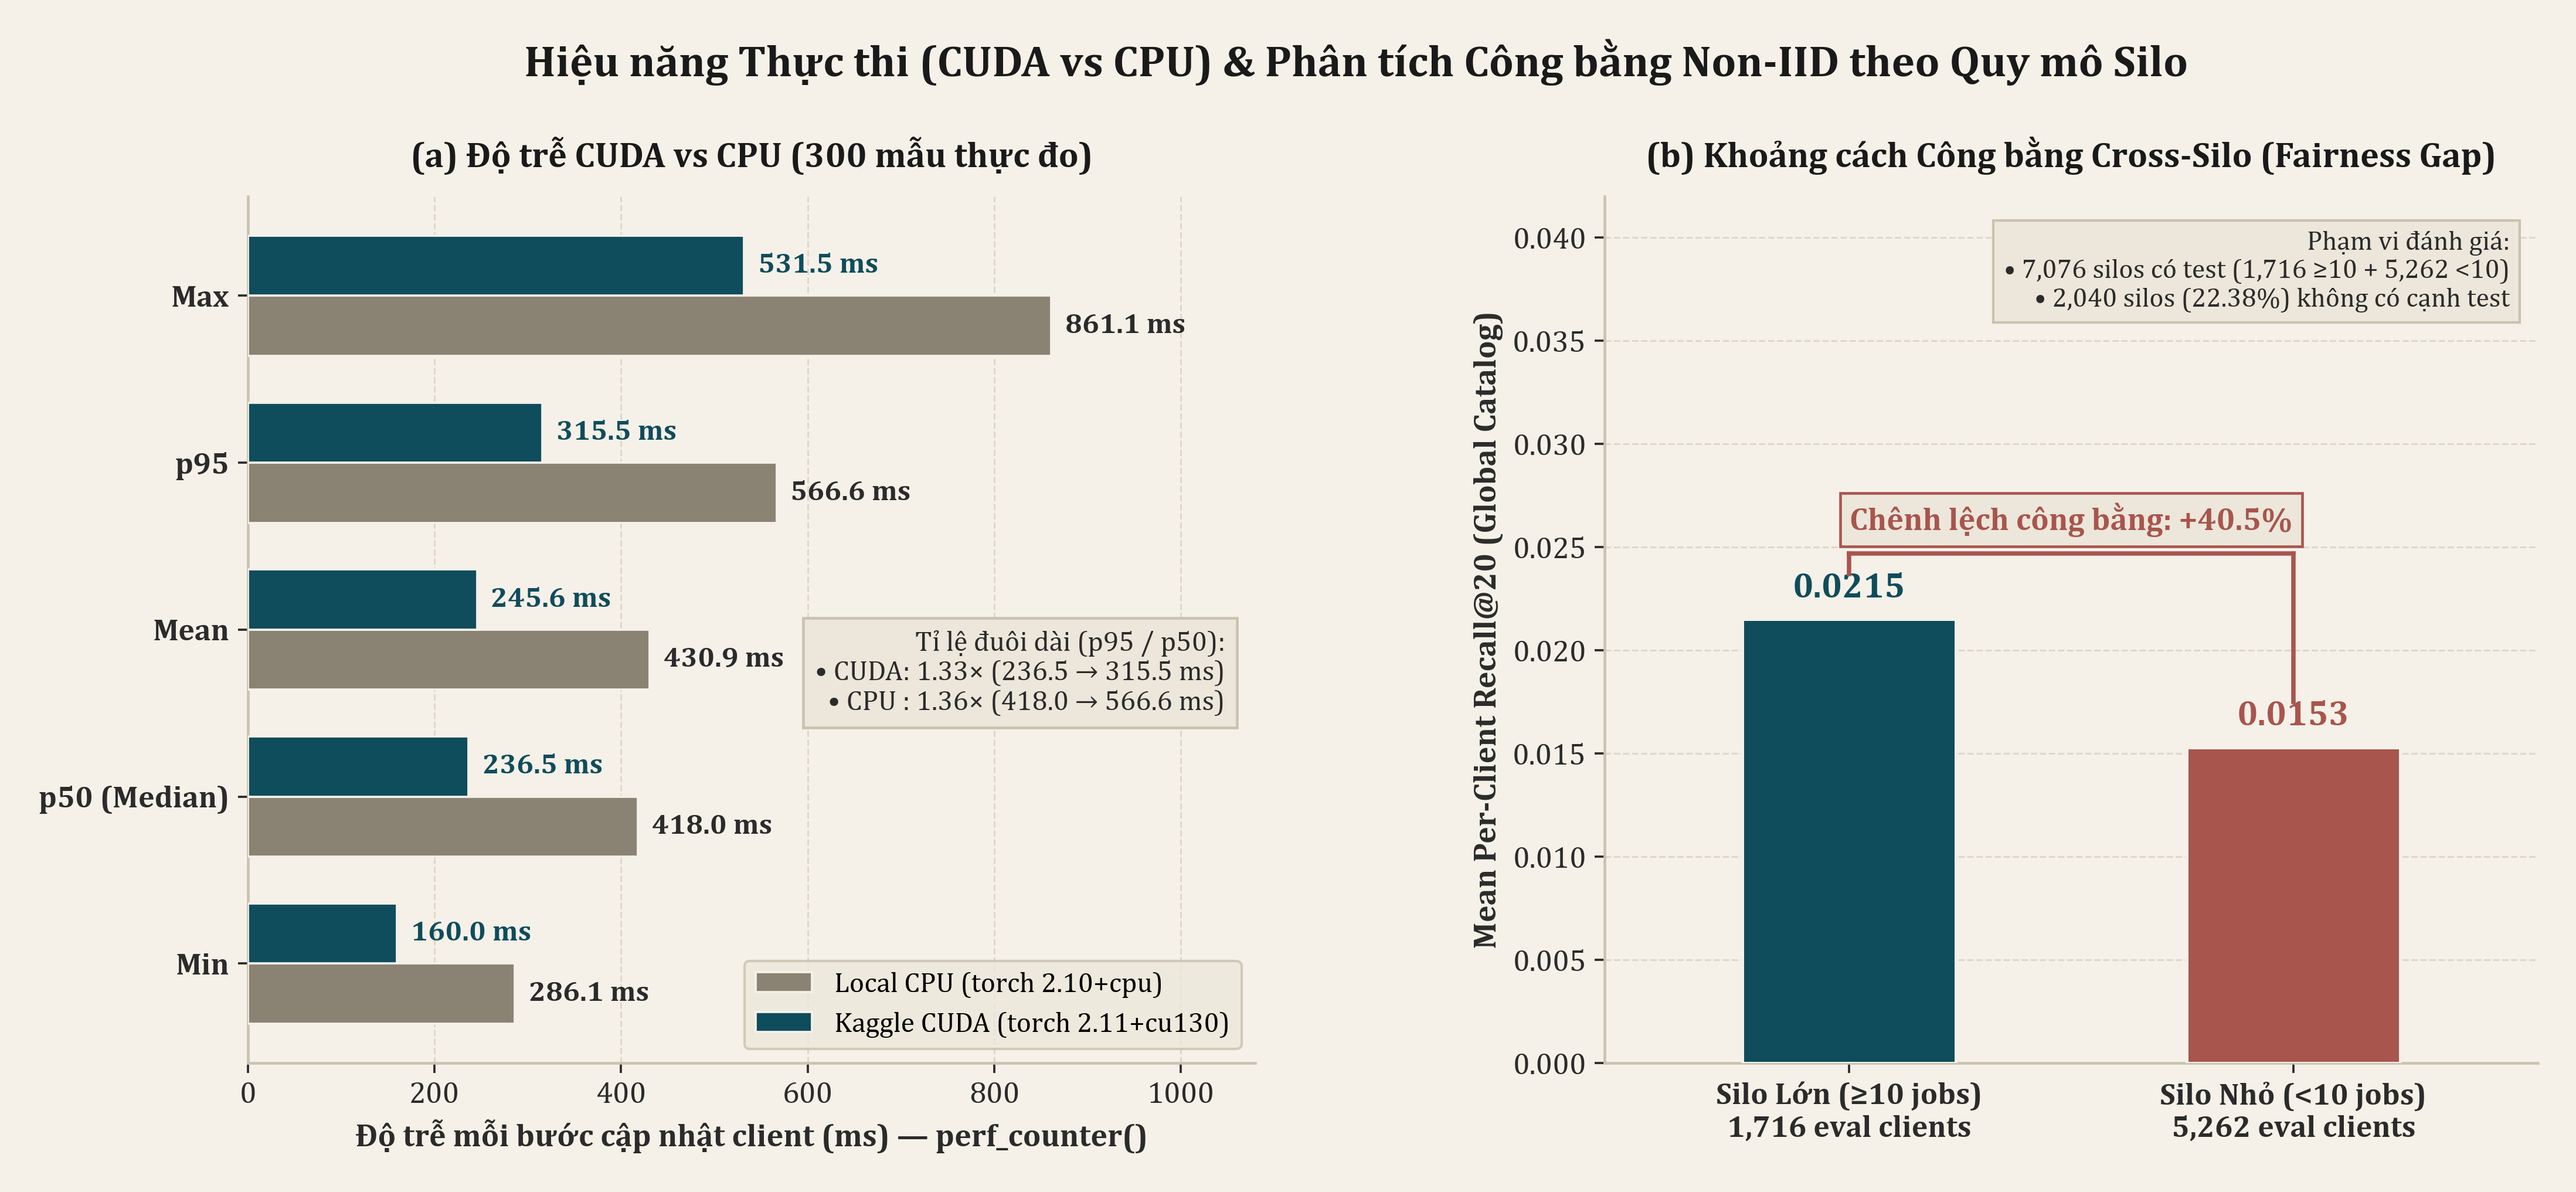 Hiệu năng Thực thi (CUDA vs CPU) & Phân tích Công bằng Non-IID theo Quy mô Silo
(a) Độ trễ CUDA vs CPU (300 mẫu thực đo)
Max
531.5 ms
861.1 ms
p95
315.5 ms
566.6 ms
Mean
245.6 ms
430.9 ms
Tỉ lệ đuôi dài (p95 / p50):
• CUDA: 1.33× (236.5 → 315.5 ms)
• CPU : 1.36× (418.0 → 566.6 ms)
p50 (Median)
236.5 ms
418.0 ms
Min
160.0 ms
286.1 ms
Local CPU (torch 2.10+cpu)
Kaggle CUDA (torch 2.11+cu130)
0 200 400 600 800 1000
Độ trễ mỗi bước cập nhật client (ms) — perf_counter()
(b) Khoảng cách Công bằng Cross-Silo (Fairness Gap)
Mean Per-Client Recall@20 (Global Catalog)
0.040
0.035
0.030
0.025
0.020
0.015
0.010
0.005
0.000
Phạm vi đánh giá:
• 7,076 silos có test (1,716 ≥10 + 5,262 <10)
• 2,040 silos (22.38%) không có cạnh test
Chênh lệch công bằng: +40.5%
0.0215
0.0153
Silo Lớn (≥10 jobs)
1,716 eval clients
Silo Nhỏ (<10 jobs)
5,262 eval clients